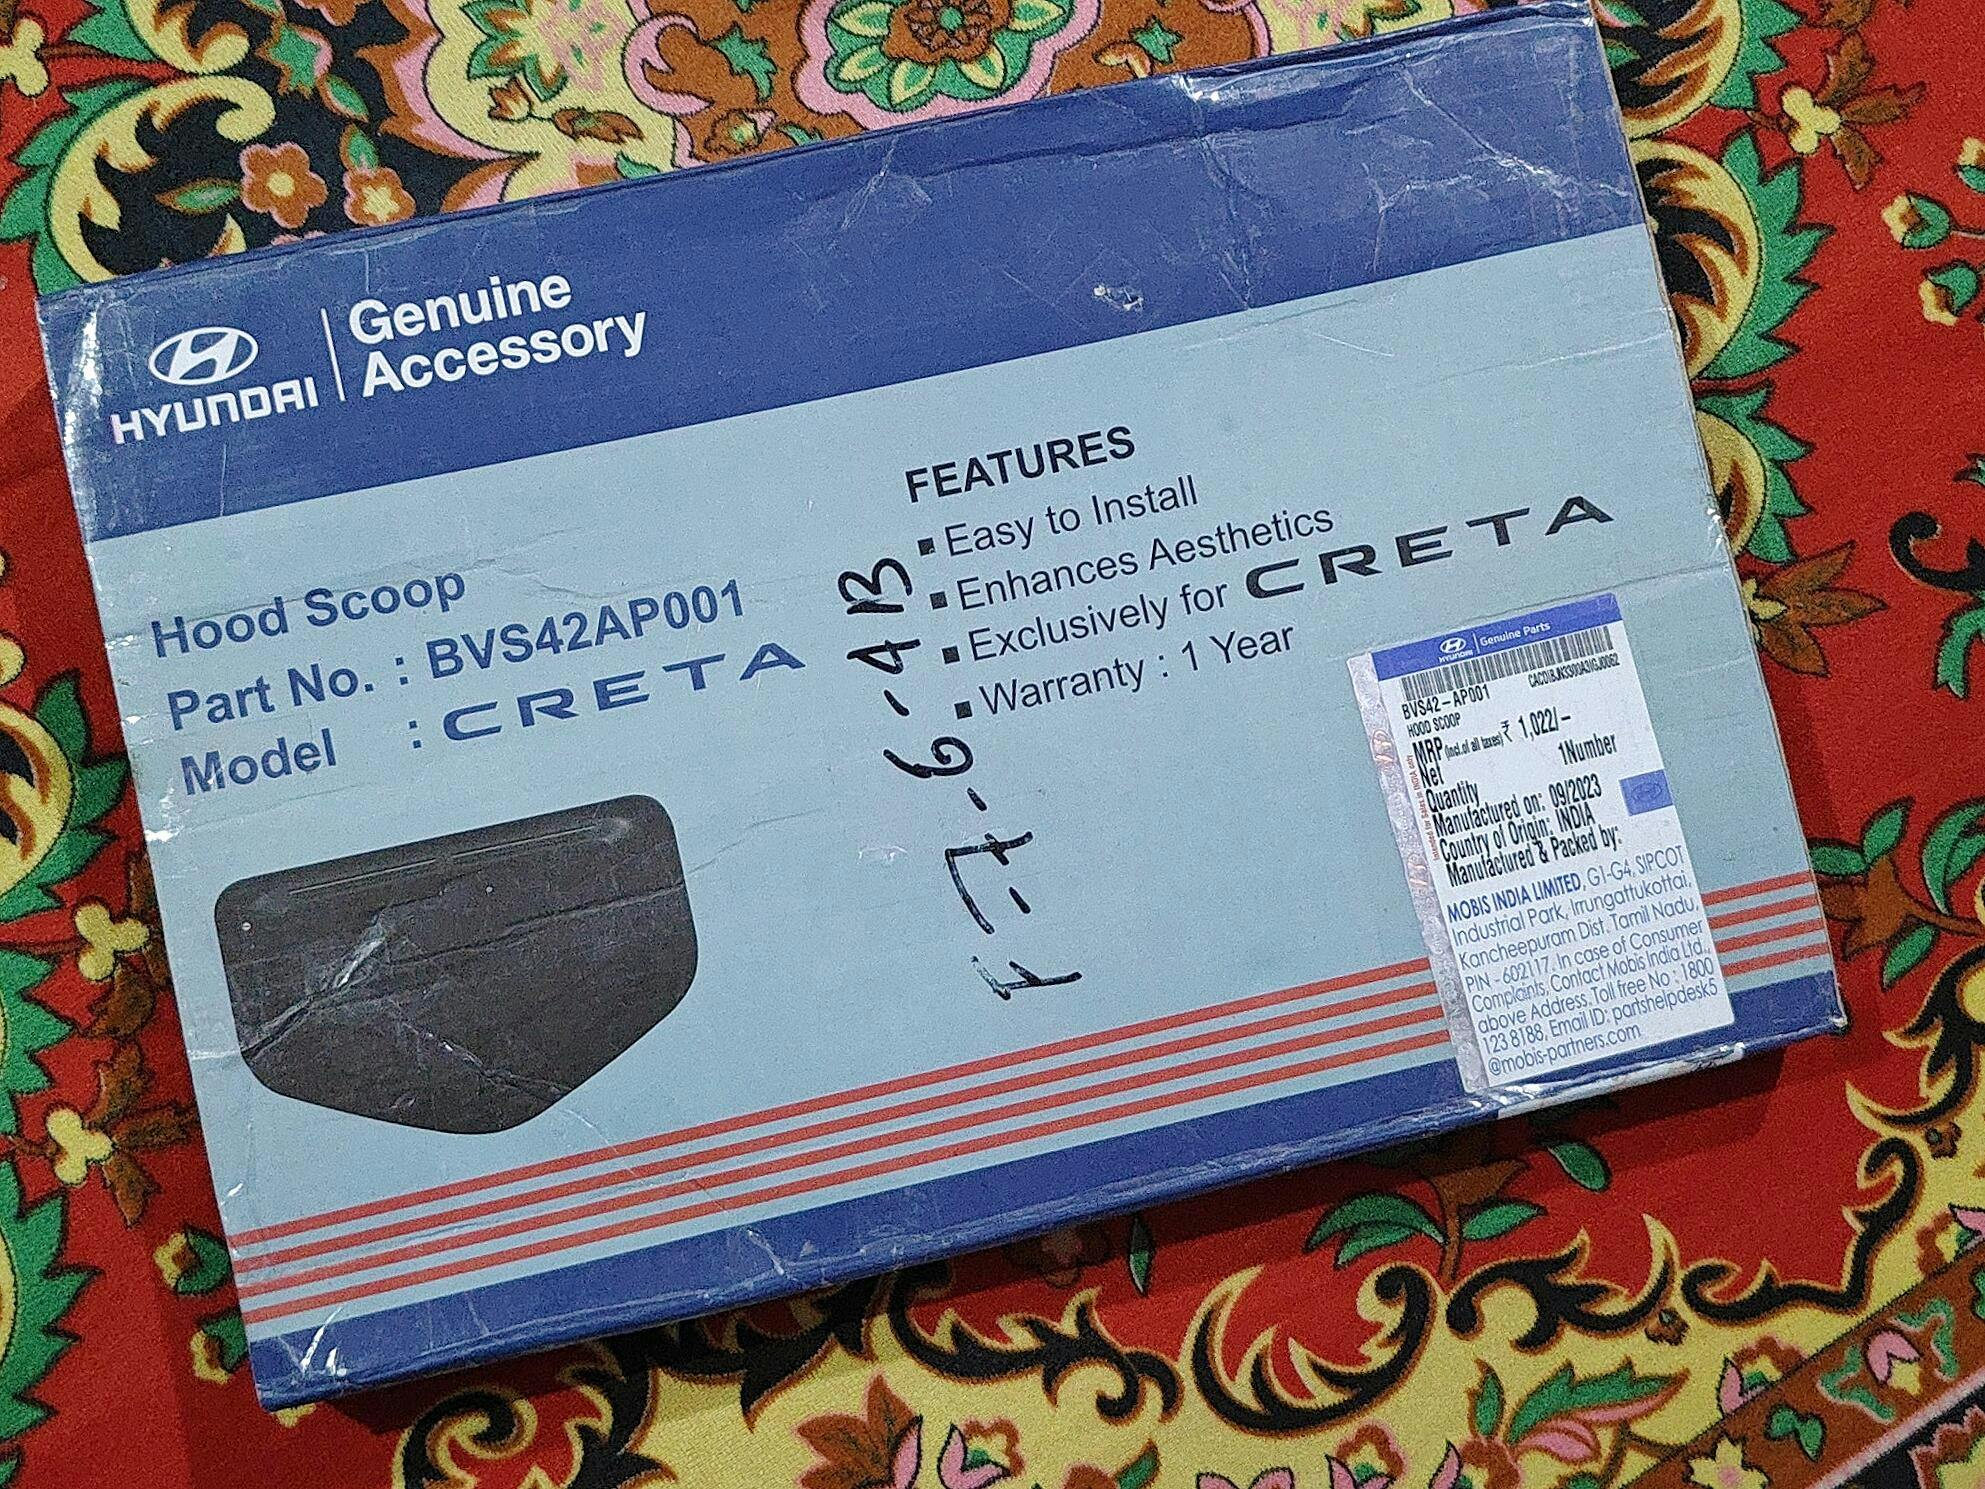 HYUNDAI
Genuine
Accessory
Hood Scoop
Part No. : BVS42AP001
Model : CRETA
FEATURES
▪ Easy to Install
▪ Enhances Aesthetics
▪ Exclusively for CRETA
▪ Warranty : 1 Year
F-7-6-4B
HYUNDAI | Genuine Parts
BVS42-AP001
HOOD SCOOP
MRP (incl.of all taxes) ₹ 1,022/-
Net 1Number
Quantity
Manufactured on: 09/2023
Country of Origin: INDIA
Manufactured & Packed by:
MOBIS INDIA LIMITED, G1-G4, SIPCOT
Industrial Park, Irrungattukottai,
Kancheepuram Dist. Tamil Nadu,
PIN - 602117. In case of Consumer
Complaints, Contact Mobis India Ltd.,
above Address. Toll free No : 1800
123 8188, Email ID: partshelpdesk5
@mobis-partners.com